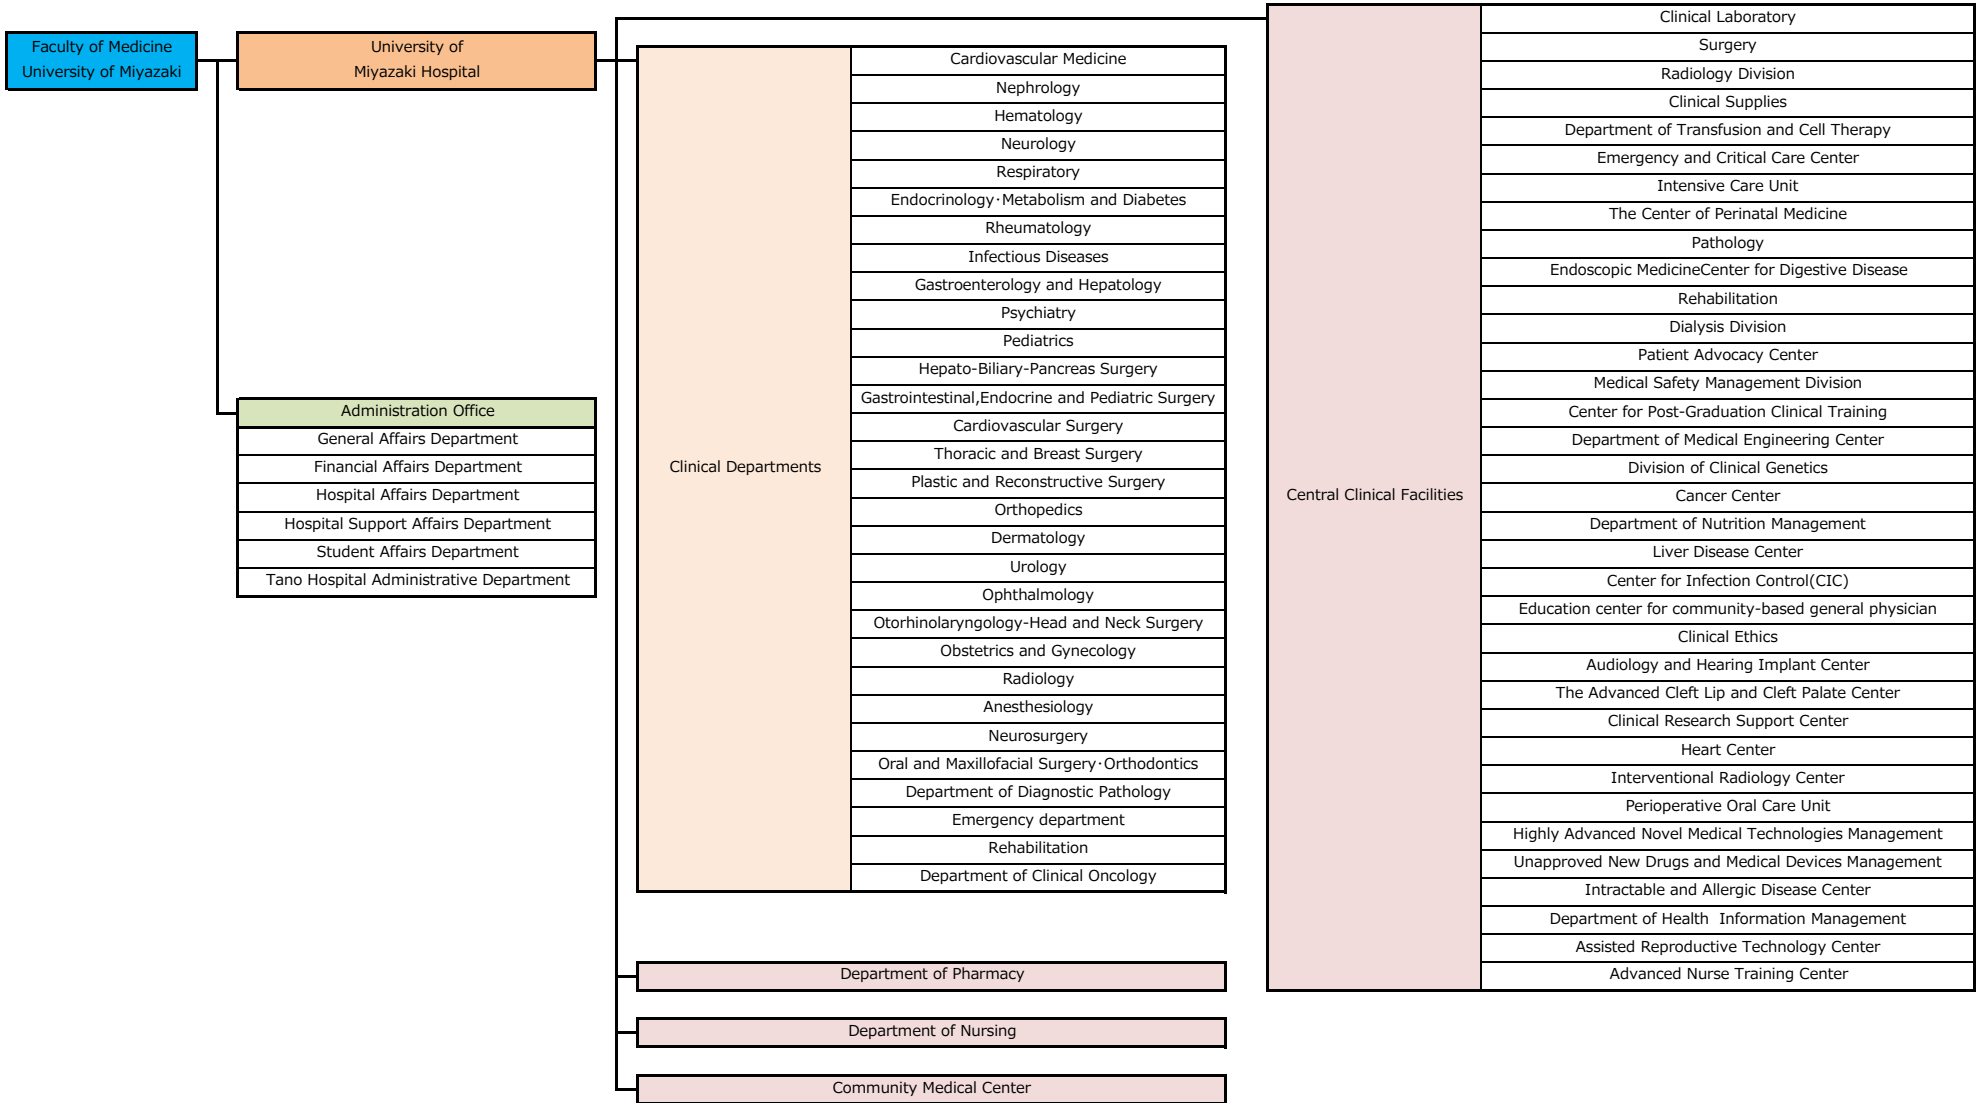 Faculty of Medicine
University of Miyazaki
University of
Miyazaki Hospital
Administration Office
General Affairs Department
Financial Affairs Department
Hospital Affairs Department
Hospital Support Affairs Department
Student Affairs Department
Tano Hospital Administrative Department
Clinical Departments
Cardiovascular Medicine
Nephrology
Hematology
Neurology
Respiratory
Endocrinology･Metabolism and Diabetes
Rheumatology
Infectious Diseases
Gastroenterology and Hepatology
Psychiatry
Pediatrics
Hepato-Biliary-Pancreas Surgery
Gastrointestinal,Endocrine and Pediatric Surgery
Cardiovascular Surgery
Thoracic and Breast Surgery
Plastic and Reconstructive Surgery
Orthopedics
Dermatology
Urology
Ophthalmology
Otorhinolaryngology-Head and Neck Surgery
Obstetrics and Gynecology
Radiology
Anesthesiology
Neurosurgery
Oral and Maxillofacial Surgery･Orthodontics
Department of Diagnostic Pathology
Emergency department
Rehabilitation
Department of Clinical Oncology
Department of Pharmacy
Department of Nursing
Community Medical Center
Central Clinical Facilities
Clinical Laboratory
Surgery
Radiology Division
Clinical Supplies
Department of Transfusion and Cell Therapy
Emergency and Critical Care Center
Intensive Care Unit
The Center of Perinatal Medicine
Pathology
Endoscopic MedicineCenter for Digestive Disease
Rehabilitation
Dialysis Division
Patient Advocacy Center
Medical Safety Management Division
Center for Post-Graduation Clinical Training
Department of Medical Engineering Center
Division of Clinical Genetics
Cancer Center
Department of Nutrition Management
Liver Disease Center
Center for Infection Control(CIC)
Education center for community-based general physician
Clinical Ethics
Audiology and Hearing Implant Center
The Advanced Cleft Lip and Cleft Palate Center
Clinical Research Support Center
Heart Center
Interventional Radiology Center
Perioperative Oral Care Unit
Highly Advanced Novel Medical Technologies Management
Unapproved New Drugs and Medical Devices Management
Intractable and Allergic Disease Center
Department of Health  Information Management
Assisted Reproductive Technology Center
Advanced Nurse Training Center